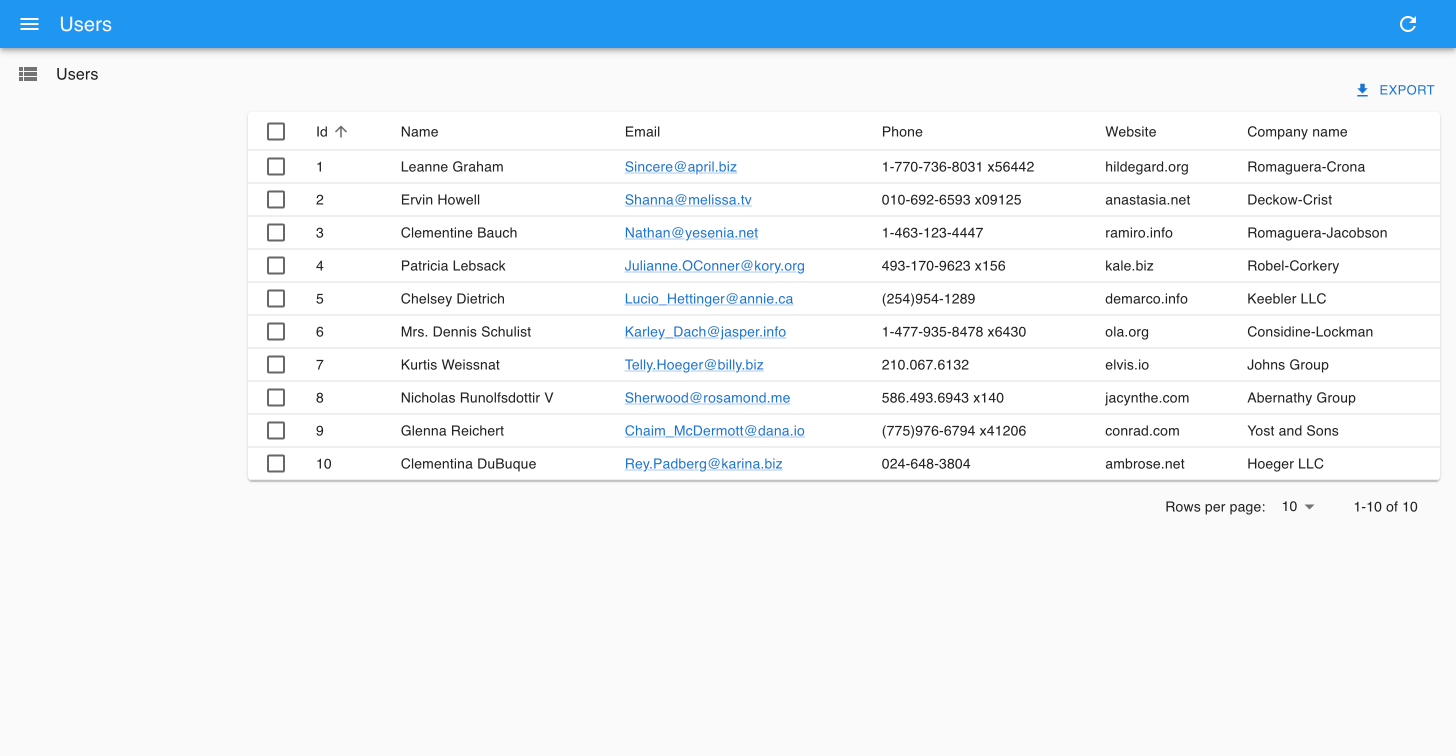 Users
Users
EXPORT
Id Name Email Phone Website Company name
1 Leanne Graham Sincere@april.biz 1-770-736-8031 x56442 hildegard.org Romaguera-Crona
2 Ervin Howell Shanna@melissa.tv 010-692-6593 x09125 anastasia.net Deckow-Crist
3 Clementine Bauch Nathan@yesenia.net 1-463-123-4447 ramiro.info Romaguera-Jacobson
4 Patricia Lebsack Julianne.OConner@kory.org 493-170-9623 x156 kale.biz Robel-Corkery
5 Chelsey Dietrich Lucio_Hettinger@annie.ca (254)954-1289 demarco.info Keebler LLC
6 Mrs. Dennis Schulist Karley_Dach@jasper.info 1-477-935-8478 x6430 ola.org Considine-Lockman
7 Kurtis Weissnat Telly.Hoeger@billy.biz 210.067.6132 elvis.io Johns Group
8 Nicholas Runolfsdottir V Sherwood@rosamond.me 586.493.6943 x140 jacynthe.com Abernathy Group
9 Glenna Reichert Chaim_McDermott@dana.io (775)976-6794 x41206 conrad.com Yost and Sons
10 Clementina DuBuque Rey.Padberg@karina.biz 024-648-3804 ambrose.net Hoeger LLC
Rows per page: 10 1-10 of 10